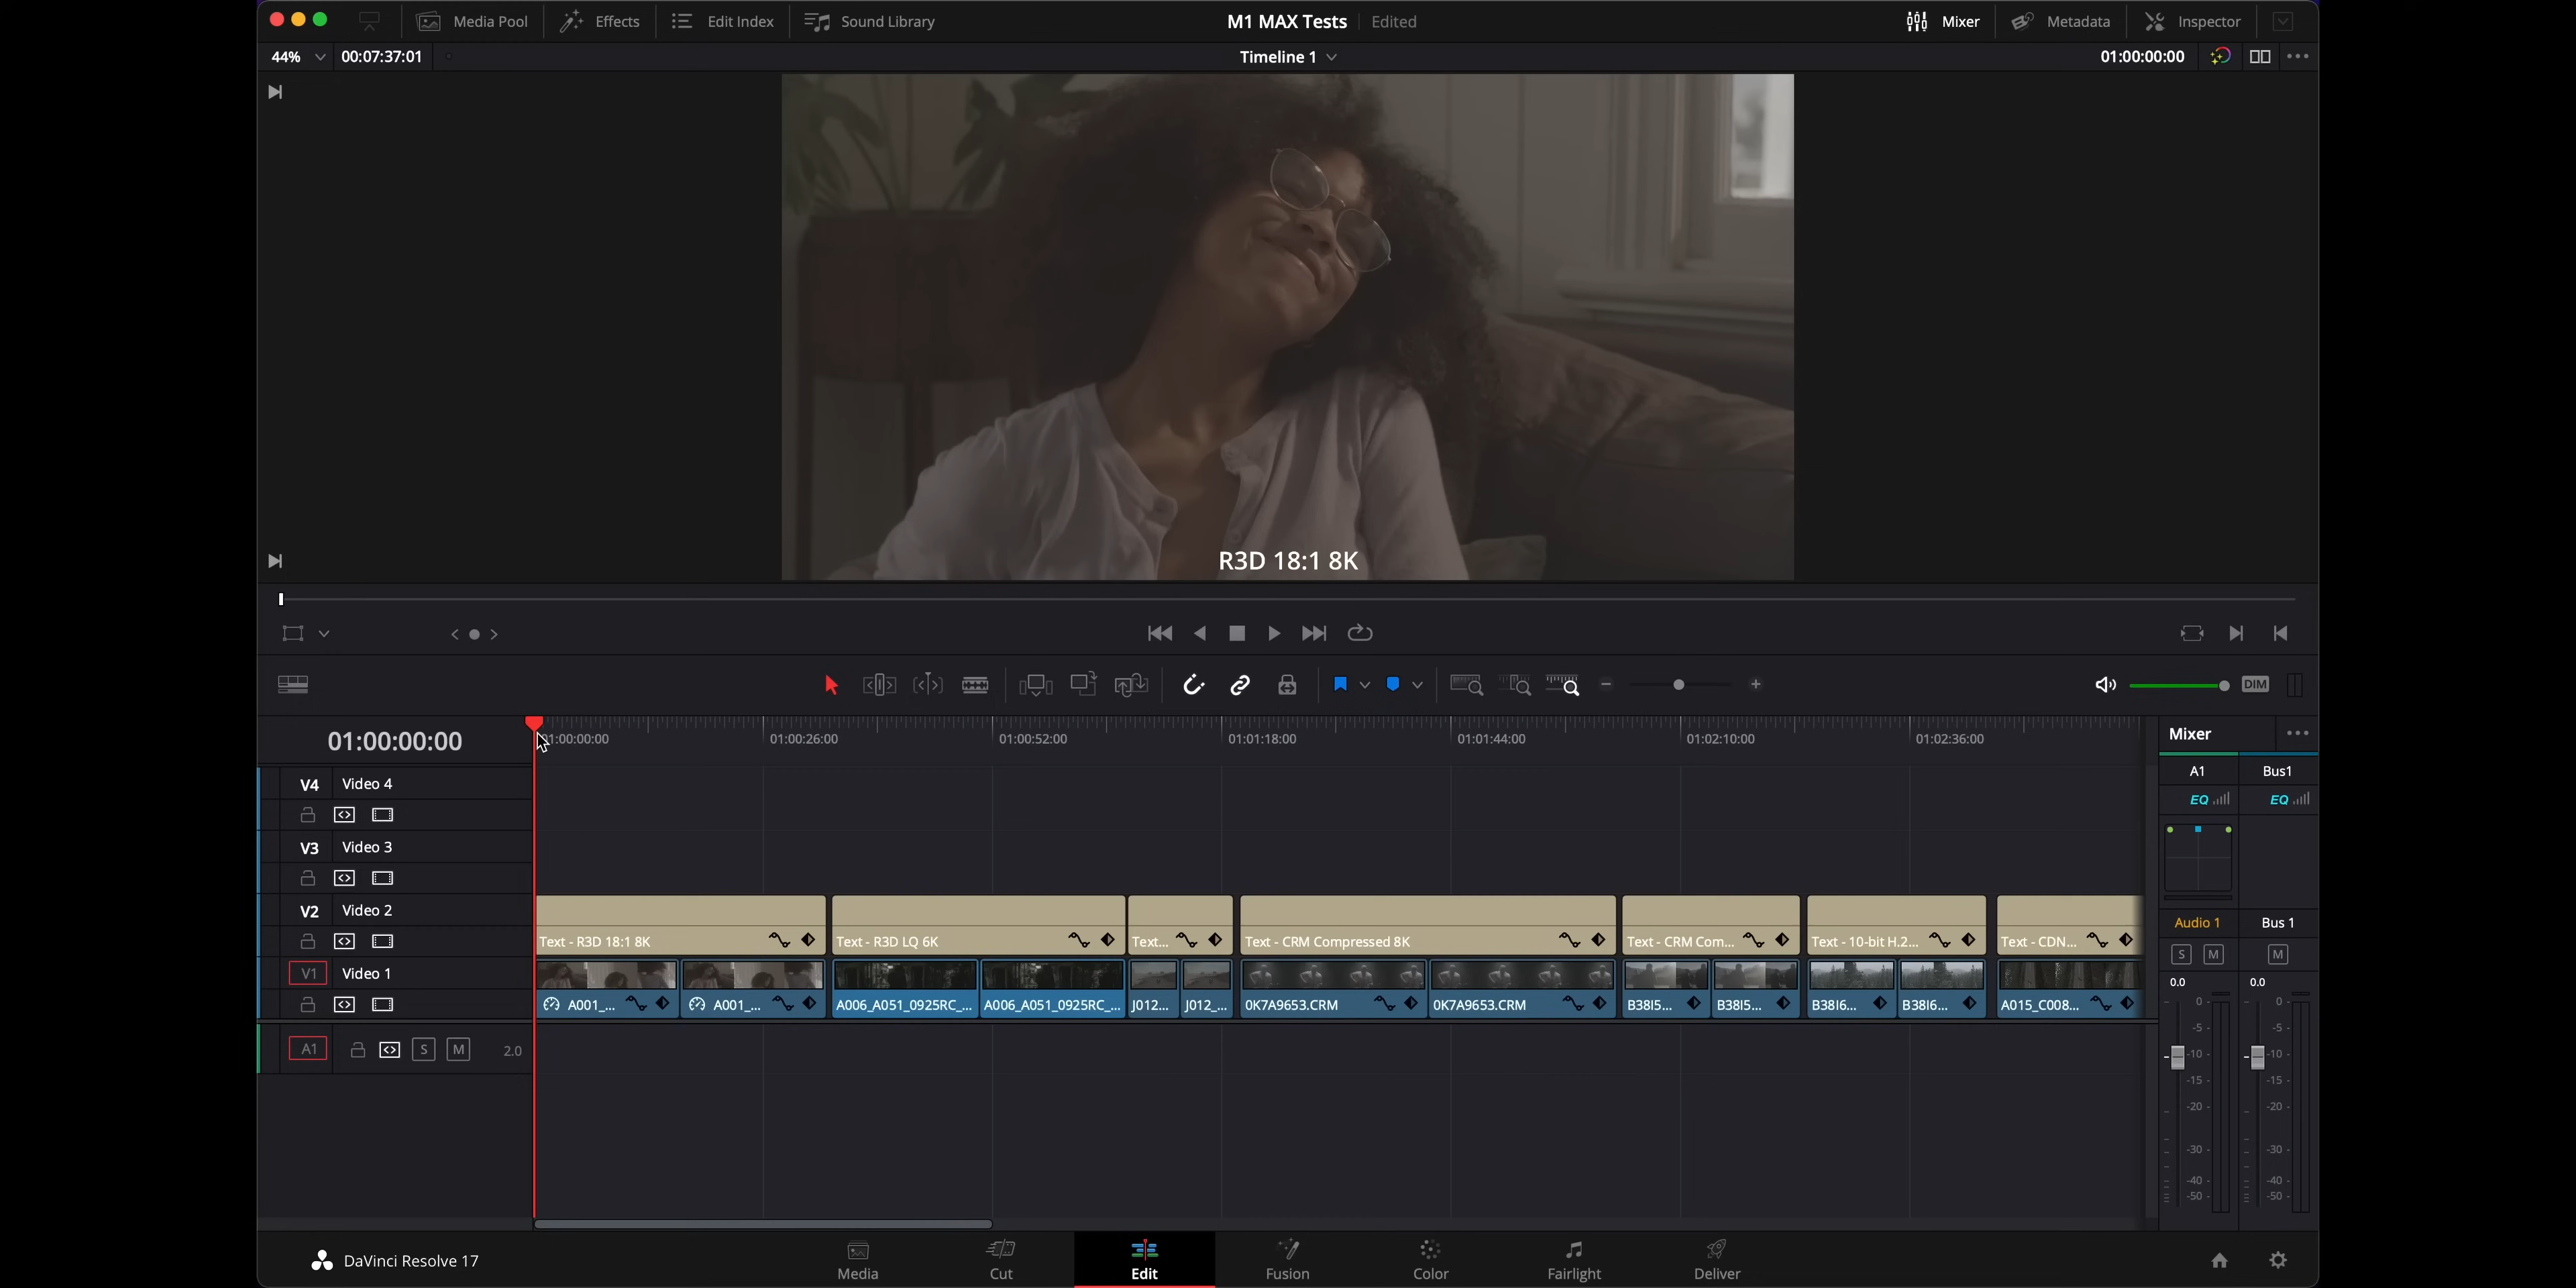 Media Pool
Effects
Edit Index
Sound Library
M1 MAX Tests
Edited
Mixer
Metadata
Inspector
44%
00:07:37:01
Timeline 1
01:00:00:00
R3D 18:1 8K
DIM
01:00:00:00
01:00:00:00
01:00:26:00
01:00:52:00
01:01:18:00
01:01:44:00
01:02:10:00
01:02:36:00
Mixer
A1
Bus1
EQ
EQ
V4 Video 4
V3 Video 3
V2 Video 2
Text - R3D 18:1 8K
Text - R3D LQ 6K
Text...
Text - CRM Compressed 8K
Text - CRM Com...
Text - 10-bit H.2...
Text - CDN...
Audio 1
Bus 1
S M
M
V1 Video 1
A001_...
A001_...
A006_A051_0925RC_...
A006_A051_0925RC_...
J012...
J012_...
0K7A9653.CRM
0K7A9653.CRM
B38I5...
B38I5...
B38I6...
B38I6...
A015_C008...
0.0
0.0
A1 S M 2.0
0-
-5-
-10-
-15-
-20-
-30-
-40-
-50-
0-
-5-
-10-
-15-
-20-
-30-
-40-
-50-
DaVinci Resolve 17
Media
Cut
Edit
Fusion
Color
Fairlight
Deliver